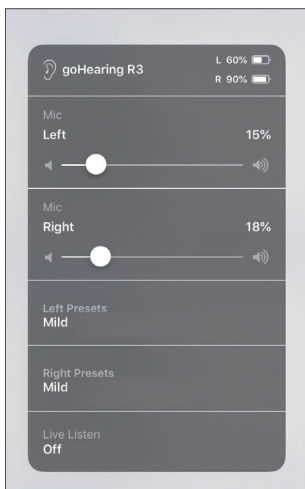 goHearing R3
L 60%
R 90%
Mic
Left 15%
Mic
Right 18%
Left Presets
Mild
Right Presets
Mild
Live Listen
Off